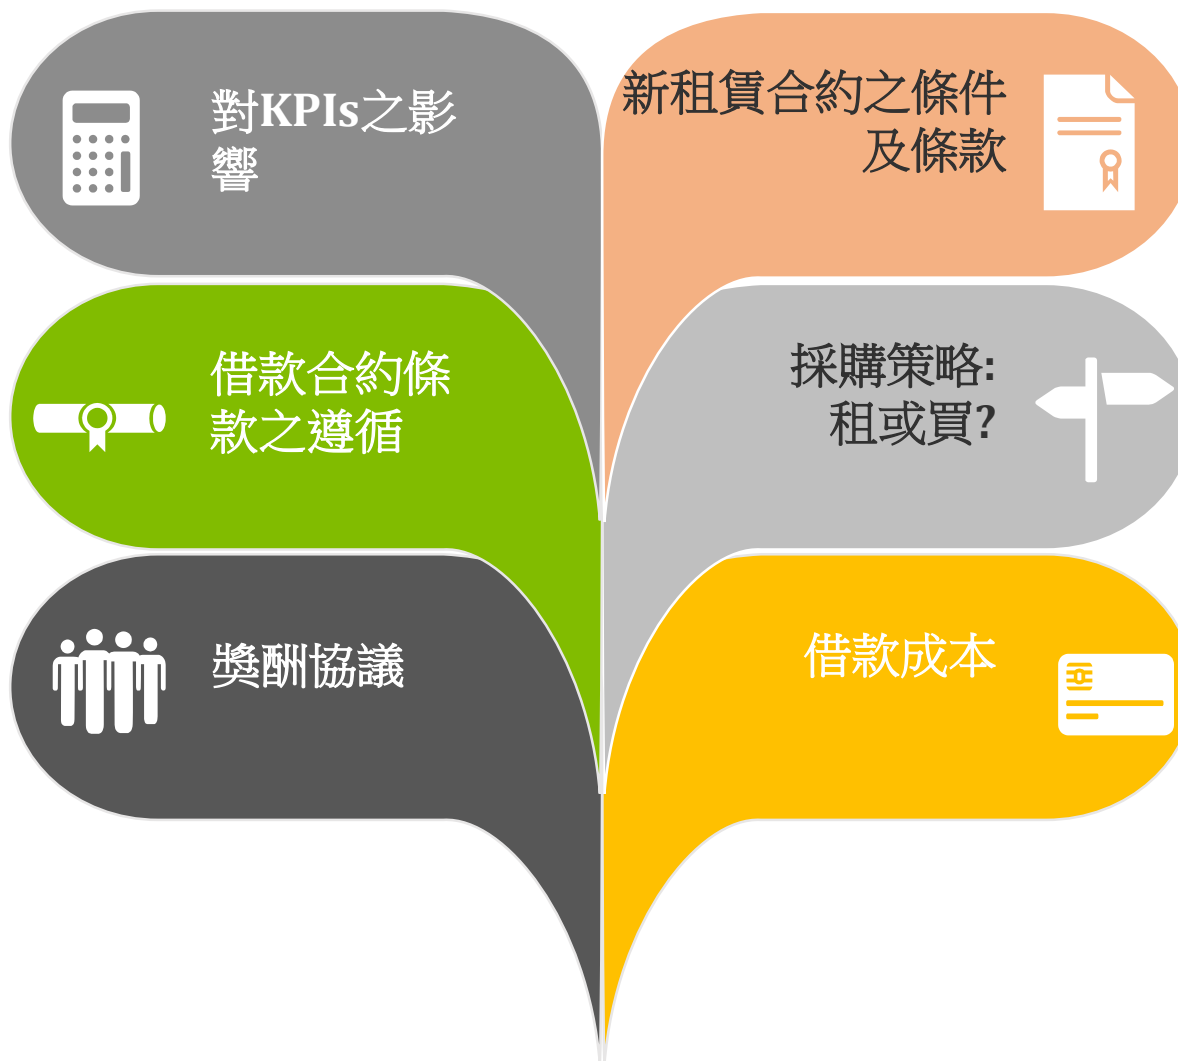 對KPIs之影
響
新租賃合約之條件
及條款
借款合約條
款之遵循
採購策略:
租或買?
獎酬協議
借款成本